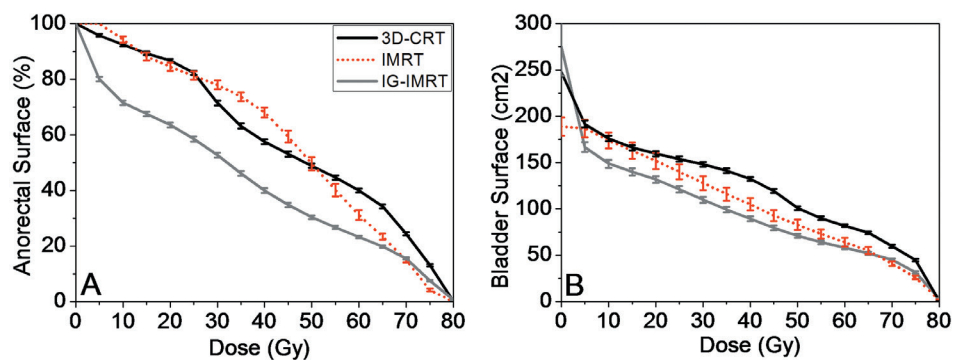 100
80
60
40
20
0
Anorectal Surface (%)
3D-CRT
IMRT
IG-IMRT
A
0 10 20 30 40 50 60 70 80
Dose (Gy)
300
250
200
150
100
50
0
Bladder Surface (cm2)
B
0 10 20 30 40 50 60 70 80
Dose (Gy)